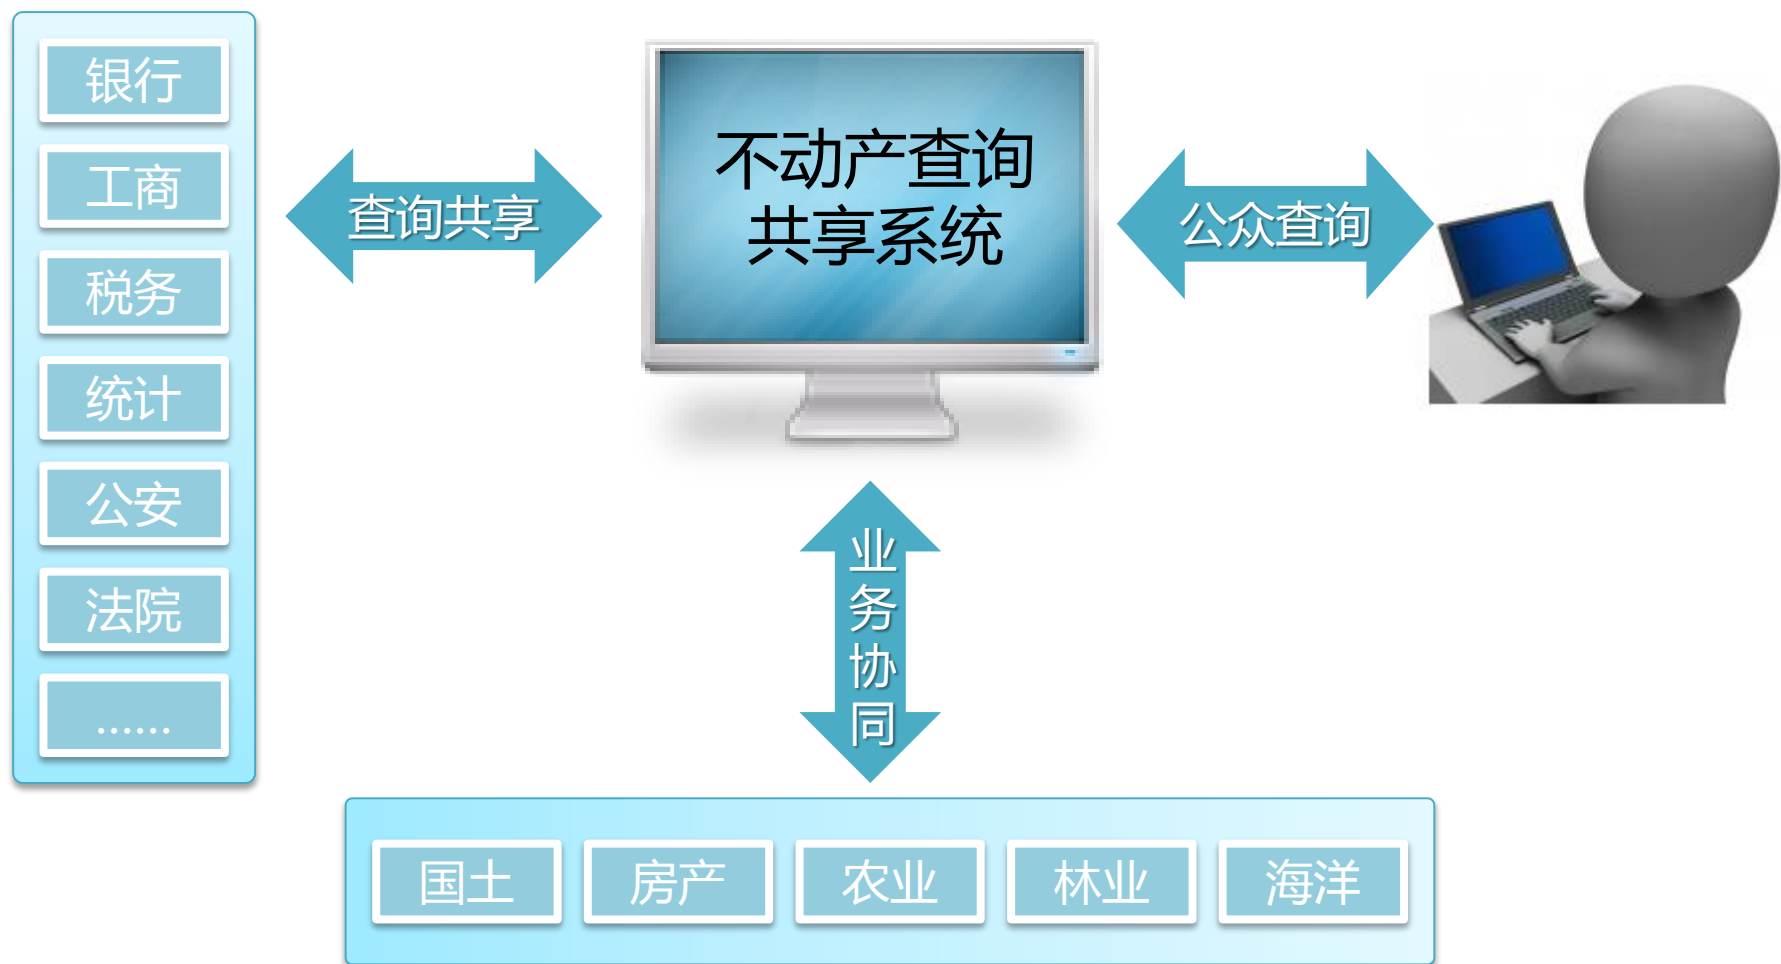 银行
工商
税务
统计
公安
法院
......
查询共享
不动产查询
共享系统
公众查询
业
务
协
同
国土
房产
农业
林业
海洋